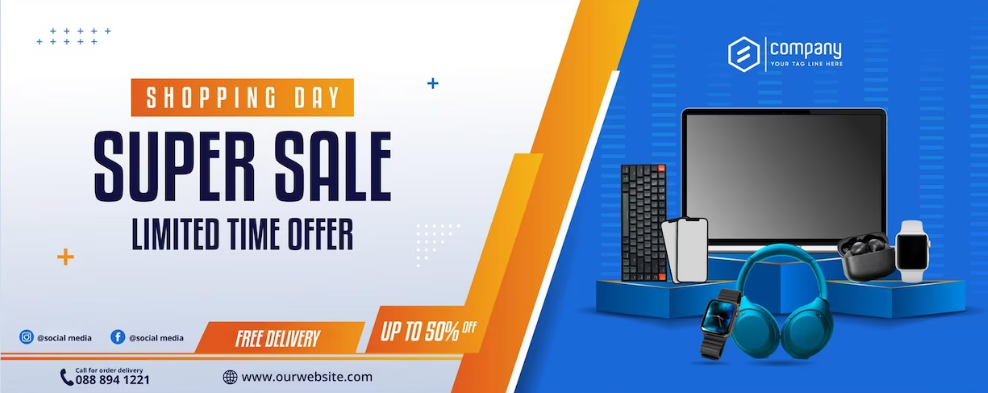 SHOPPING DAY
SUPER SALE
LIMITED TIME OFFER
@social media
@social media
FREE DELIVERY
UP TO 50% OFF
Call for order delivery
088 894 1221
www.ourwebsite.com
company
YOUR TAG LINE HERE